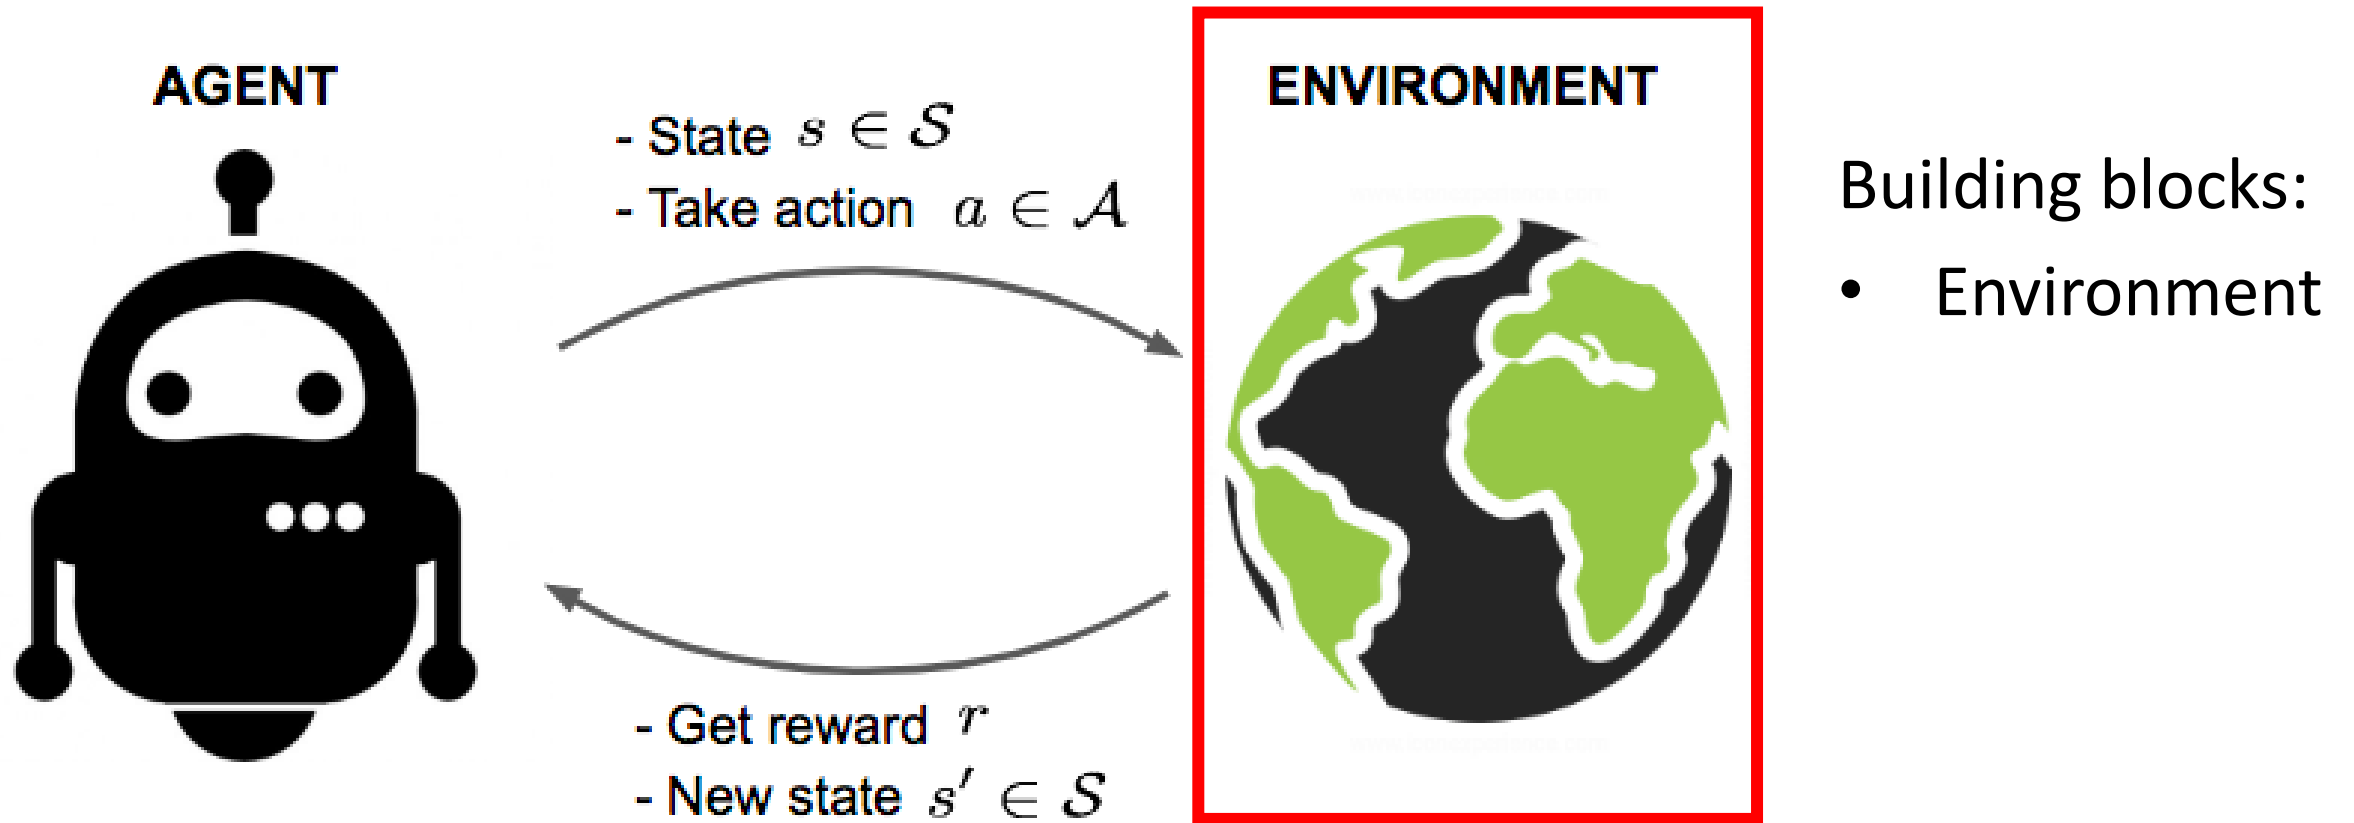 AGENT
- State s ∈ 𝒮
- Take action a ∈ 𝒜
- Get reward r
- New state s′ ∈ 𝒮
ENVIRONMENT
Building blocks:
• Environment